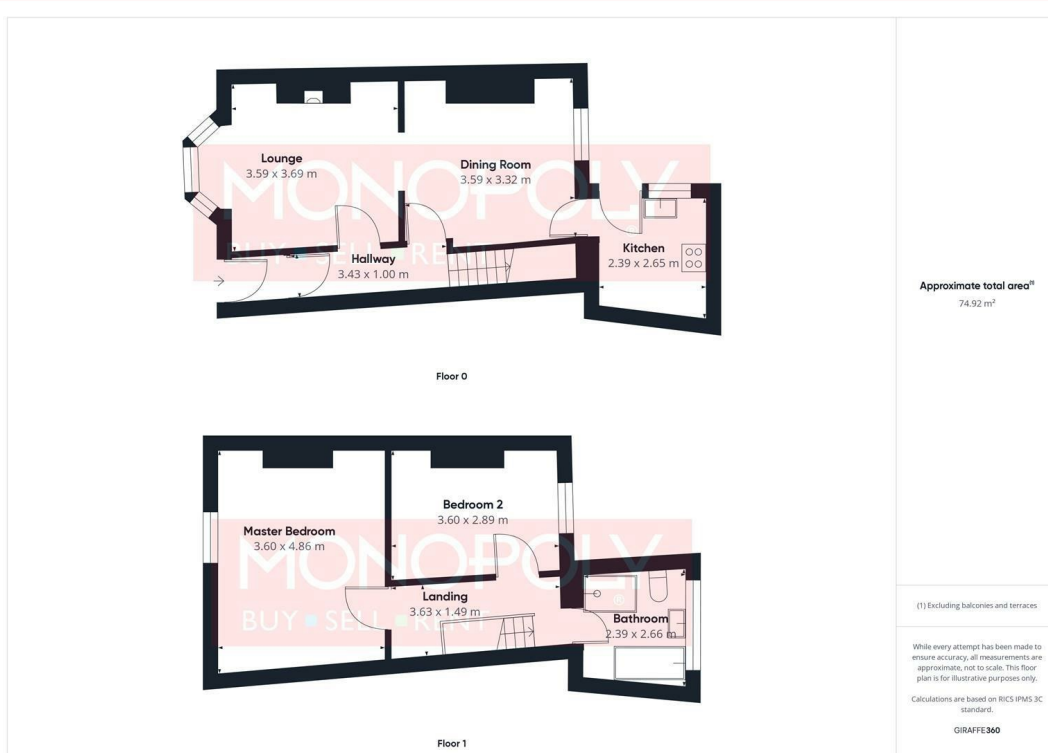 Lounge
3.59 x 3.69 m
Dining Room
3.59 x 3.32 m
MONOPOLY
BUY SELL RENT
Hallway
3.43 x 1.00 m
Kitchen
2.39 x 2.65 m
Floor 0
Master Bedroom
3.60 x 4.86 m
Bedroom 2
3.60 x 2.89 m
MONOPOLY
BUY SELL RENT
Landing
3.63 x 1.49 m
Bathroom
2.39 x 2.66 m
Floor 1
Approximate total area(1)
74.92 m²
(1) Excluding balconies and terraces
While every attempt has been made to
ensure accuracy, all measurements are
approximate, not to scale. This floor
plan is for illustrative purposes only.
Calculations are based on RICS IPMS 3C
standard.
GIRAFFE360